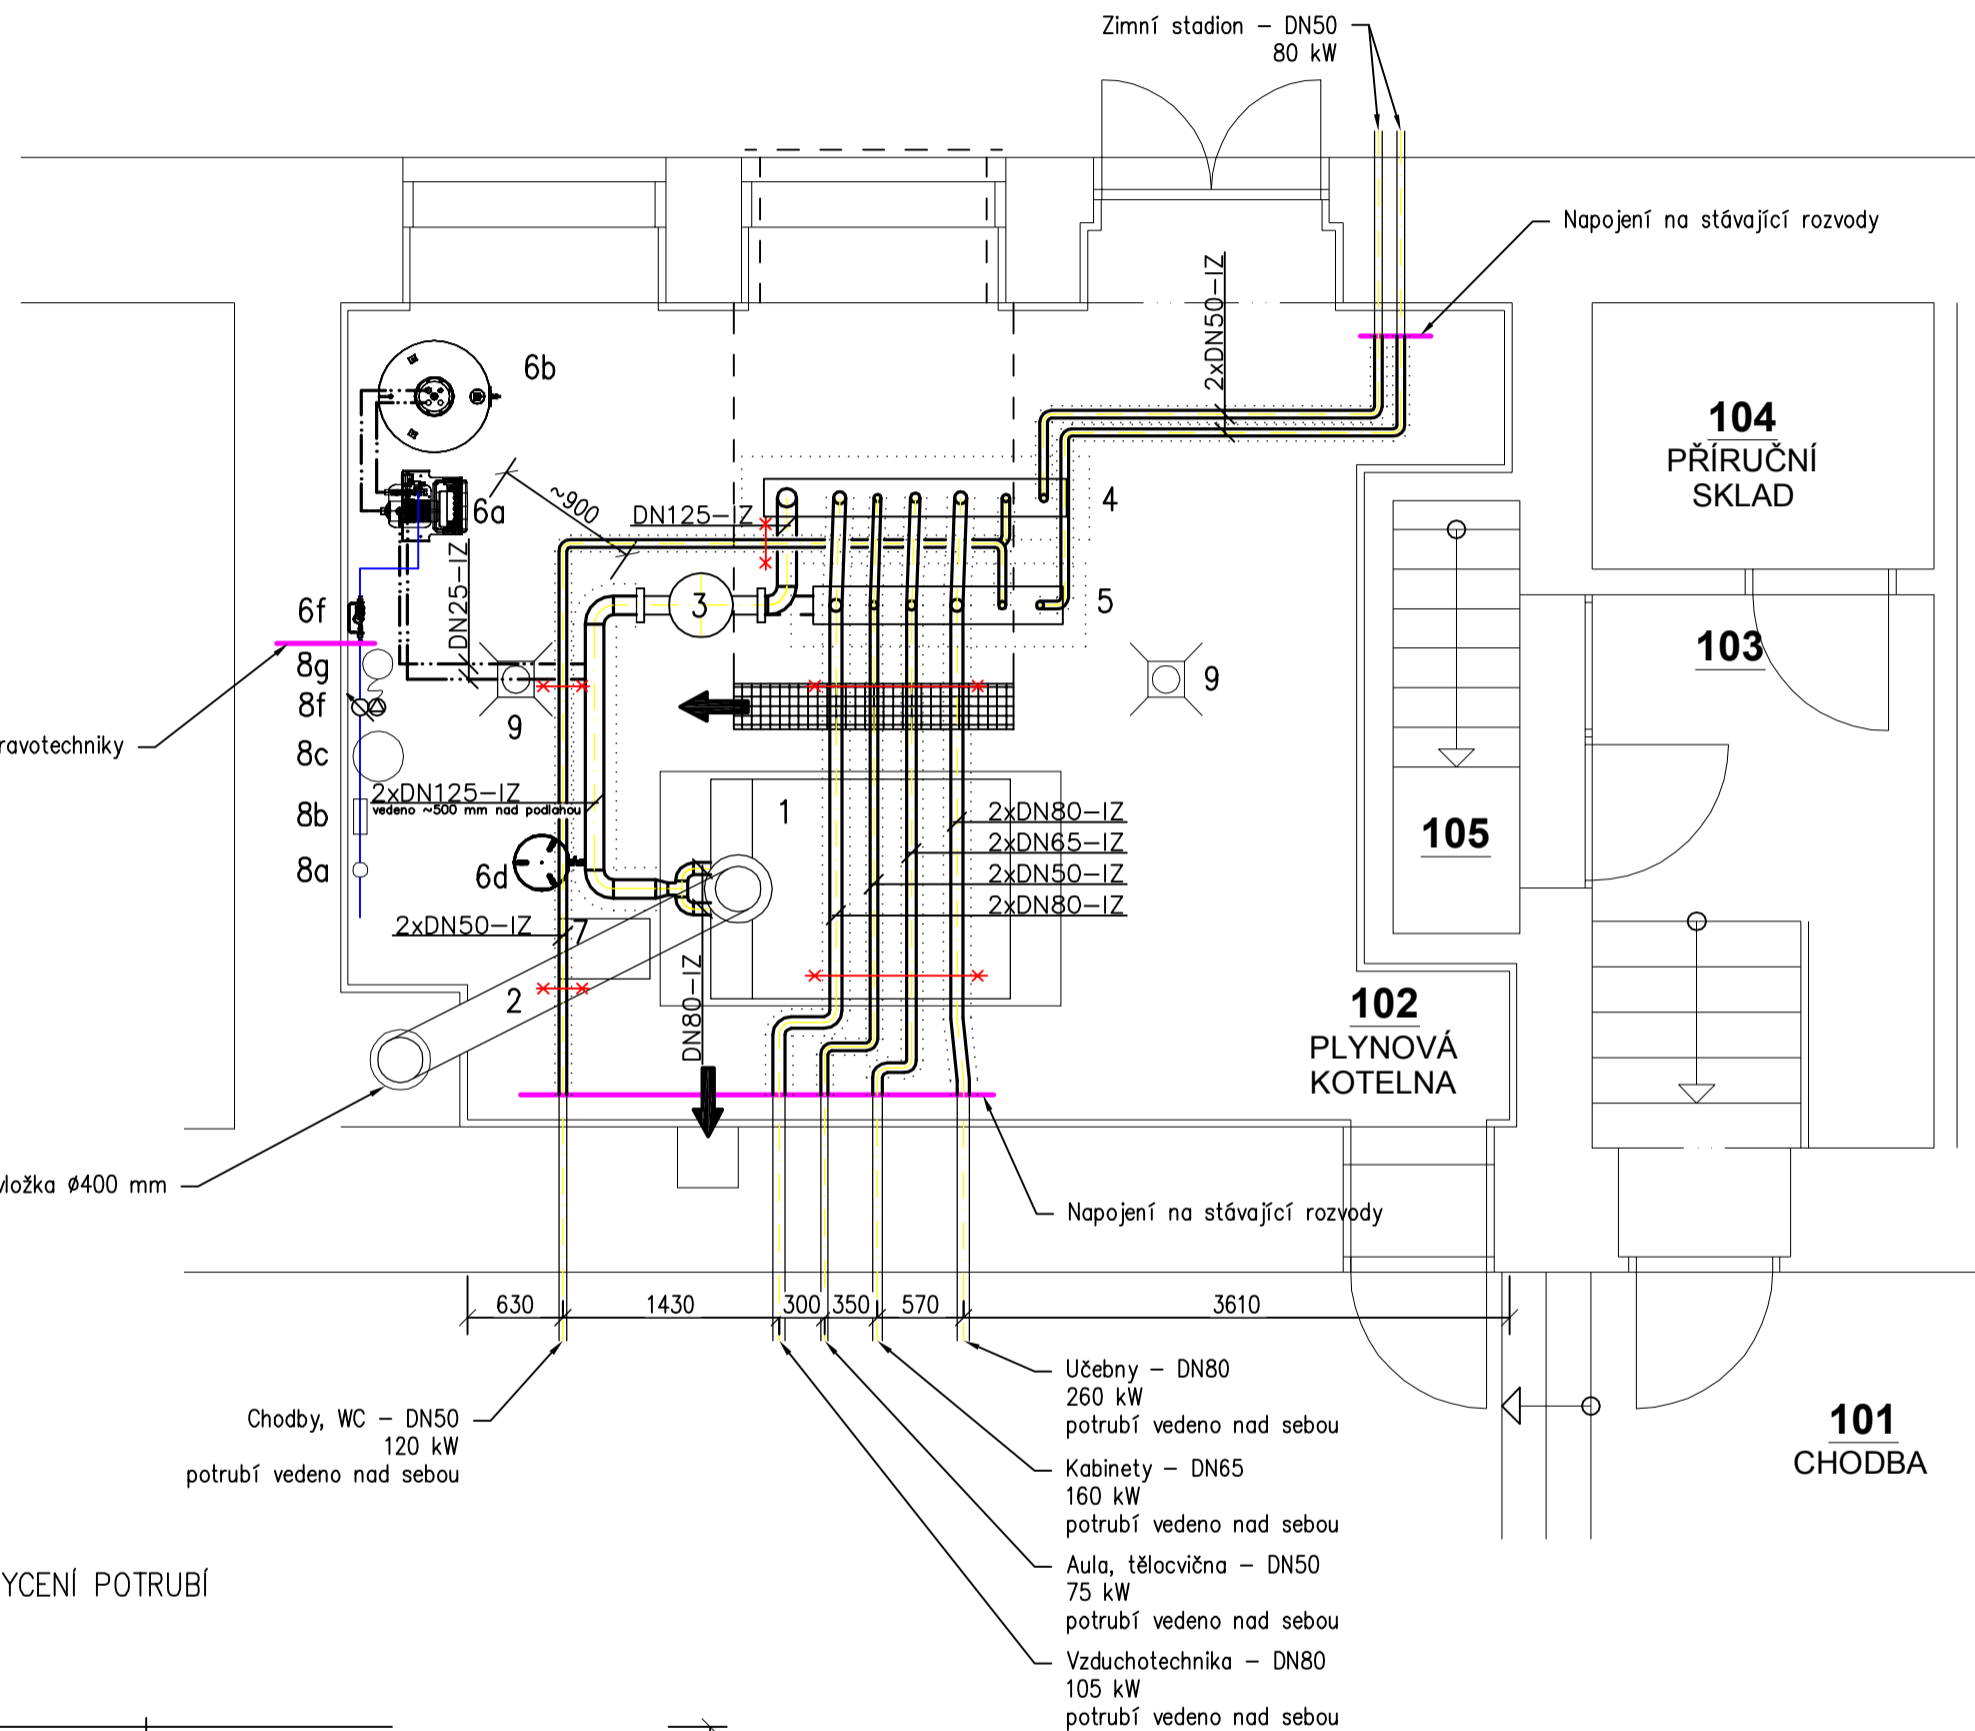 Zimní stadion – DN50
80 kW
Napojení na stávající rozvody
2xDN50–IZ
6b
104
PŘÍRUČNÍ
SKLAD
6a
~900
DN125–IZ
4
DN25–IZ
3
5
6f
103
8g
9
9
8f
ravotechniky
8c
2xDN125–IZ
vedeno ~500 mm nad podlahou
1
2xDN80–IZ
8b
2xDN65–IZ
105
8a
6d
2xDN50–IZ
2xDN80–IZ
2xDN50–IZ
7
2
DN80–IZ
102
PLYNOVÁ
KOTELNA
vložka Ø400 mm
Napojení na stávající rozvody
630 1430 300 350 570 3610
Učebny – DN80
260 kW
potrubí vedeno nad sebou
Chodby, WC – DN50
120 kW
potrubí vedeno nad sebou
101
CHODBA
Kabinety – DN65
160 kW
potrubí vedeno nad sebou
Aula, tělocvična – DN50
75 kW
potrubí vedeno nad sebou
YCENÍ POTRUBÍ
Vzduchotechnika – DN80
105 kW
potrubí vedeno nad sebou